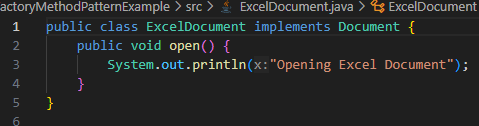 actoryMethodPatternExample > src > ExcelDocument.java > ExcelDocument
1 public class ExcelDocument implements Document {
2 public void open() {
3 System.out.println(x:"Opening Excel Document");
4 }
5 }
6